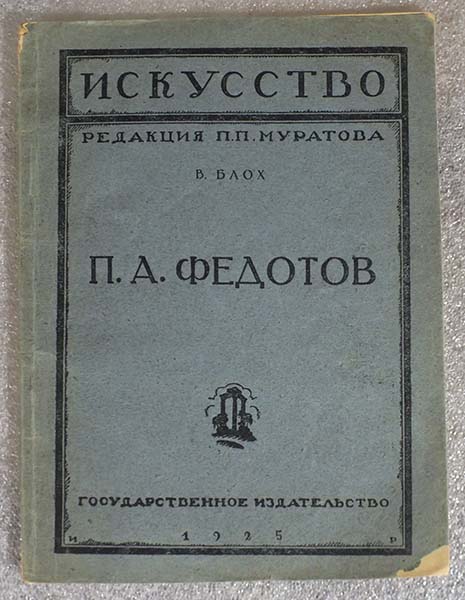 ИСКУССТВО
РЕДАКЦИЯ П.П. МУРАТОВА
В. БЛОХ
П. А. ФЕДОТОВ
ГОСУДАРСТВЕННОЕ ИЗДАТЕЛЬСТВО
И 1925 Р